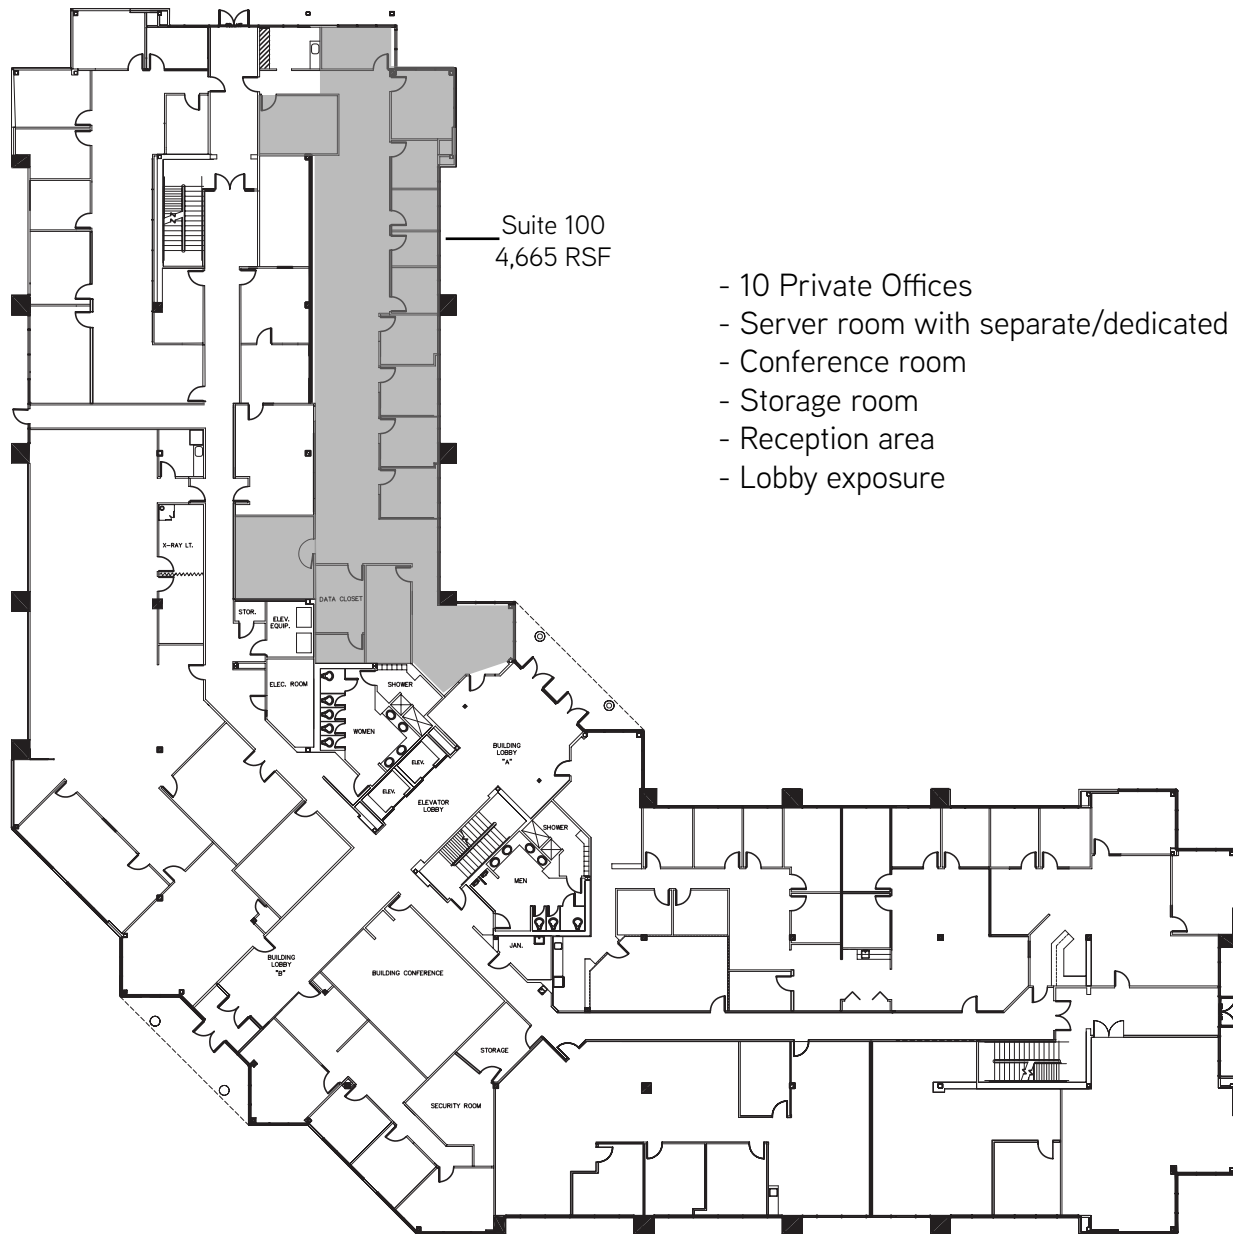 Suite 100
4,665 RSF
- 10 Private Offices
- Server room with separate/dedicated
- Conference room
- Storage room
- Reception area
- Lobby exposure
X-RAY LT.
DATA CLOSET
STOR.
ELEV.
EQUIP.
ELEC. ROOM
SHOWER
WOMEN
BUILDING
LOBBY
"A"
ELEV.
ELEV.
ELEVATOR
LOBBY
SHOWER
MEN
JAN.
BUILDING
LOBBY
"B"
BUILDING CONFERENCE
STORAGE
SECURITY ROOM